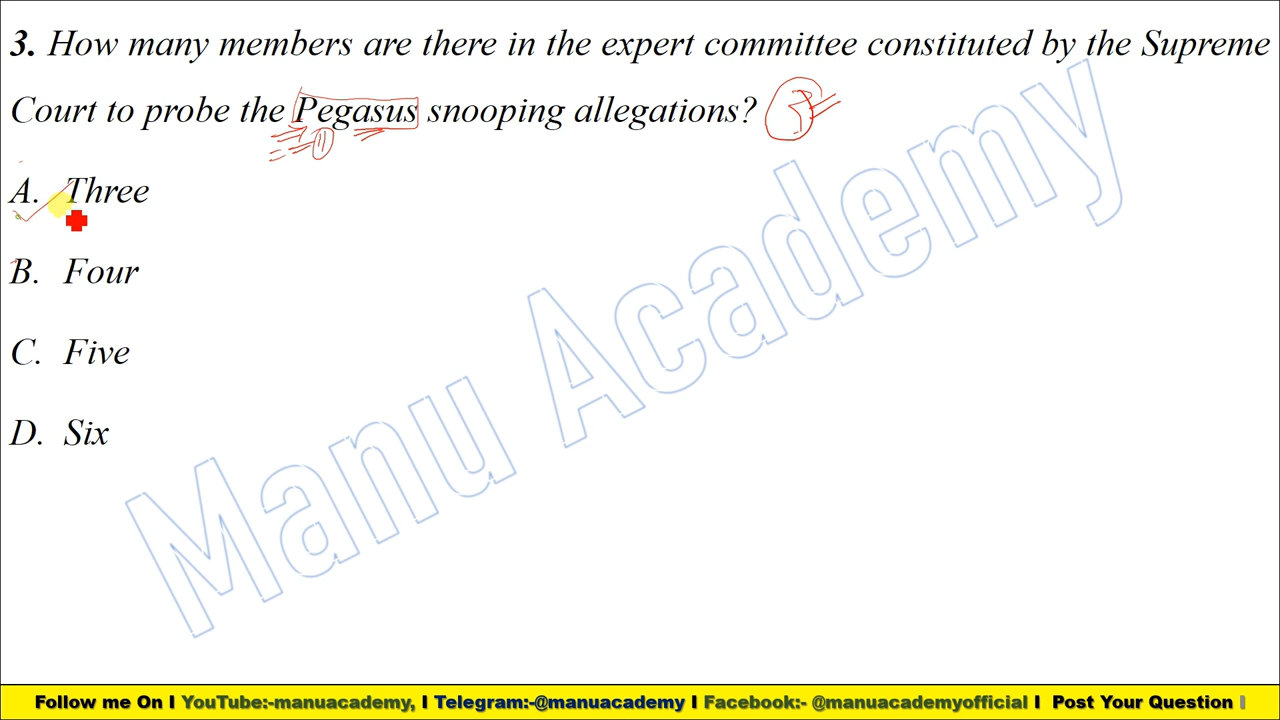 3. How many members are there in the expert committee constituted by the Supreme
Court to probe the Pegasus snooping allegations? 3
A. Three
B. Four
C. Five
D. Six
Manu Academy
Follow me On I YouTube:-manuacademy, I Telegram:-@manuacademy I Facebook:- @manuacademyofficial I Post Your Question I